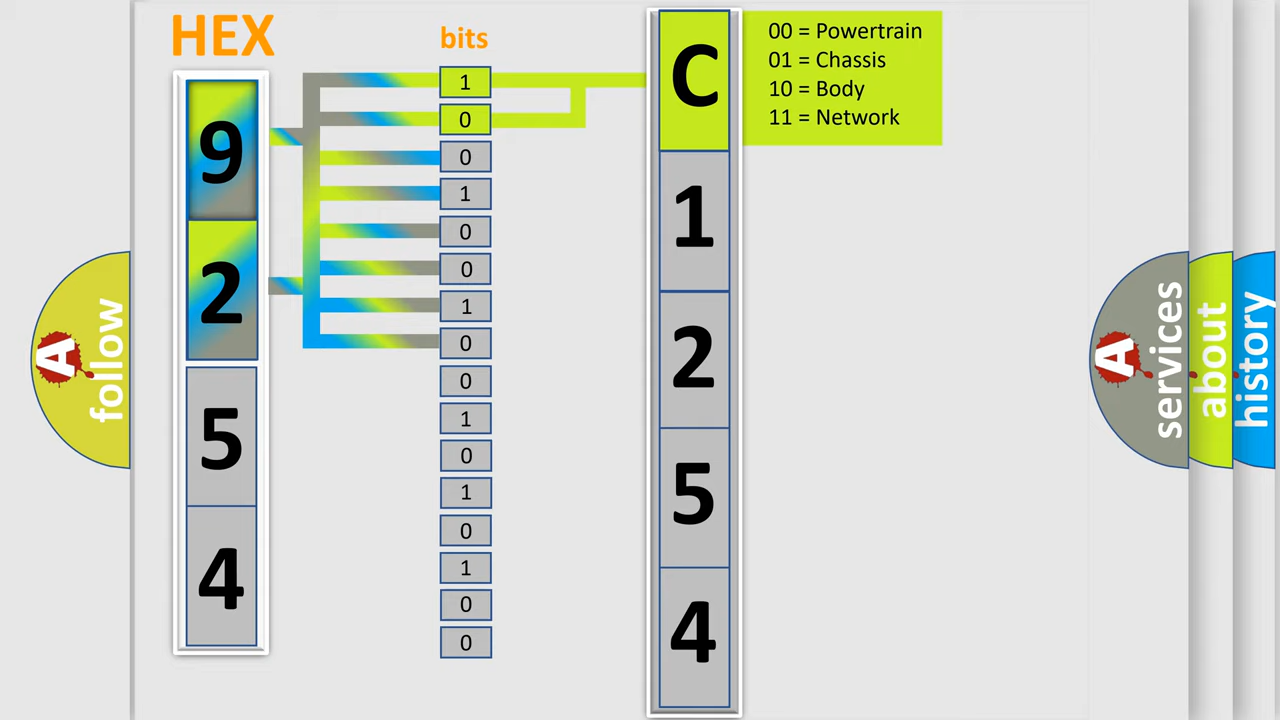 HEX
bits
9
2
5
4
1
0
0
1
0
0
1
0
0
1
0
1
0
1
0
0
C
1
2
5
4
00 = Powertrain
01 = Chassis
10 = Body
11 = Network
A
follow
A
services
about
history